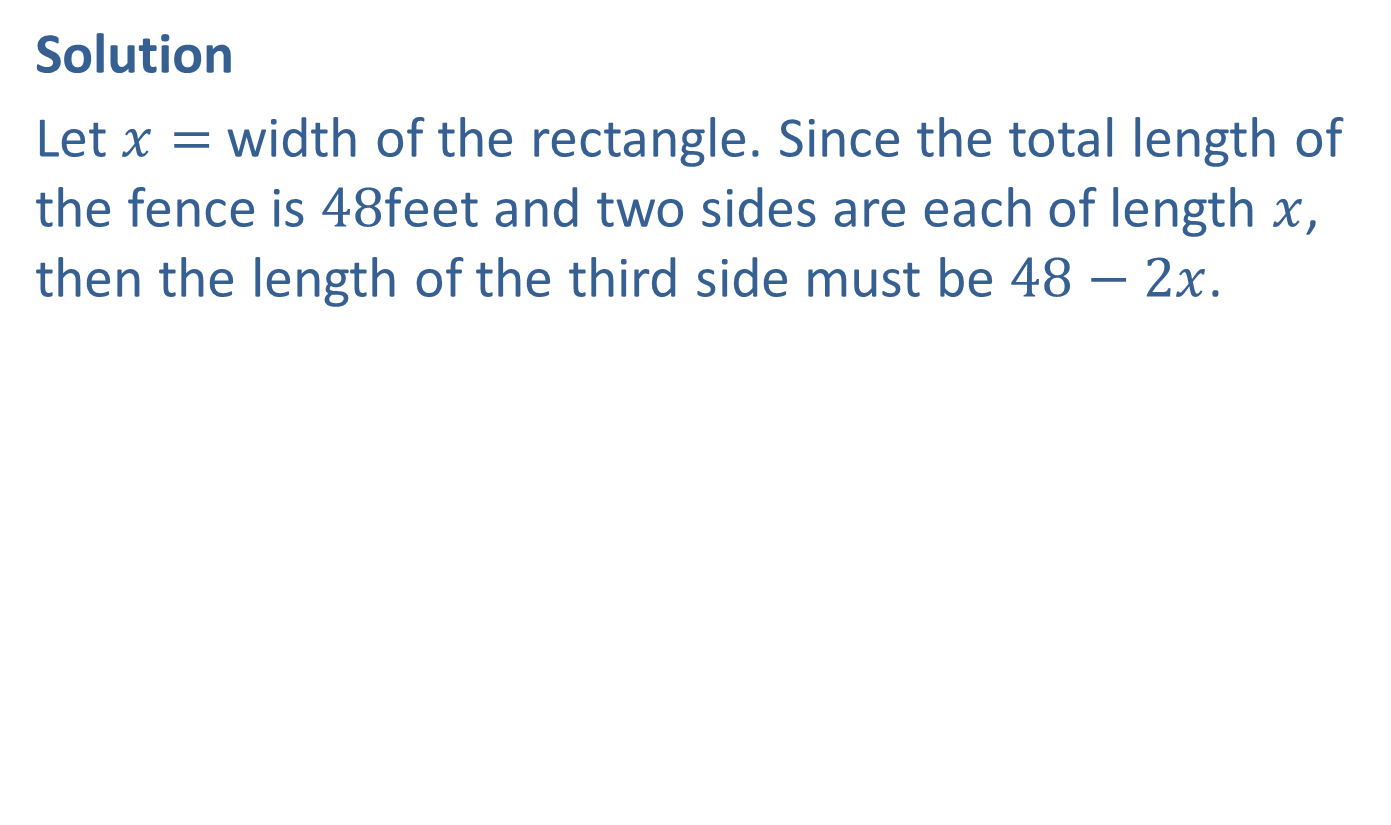 Solution
Let 𝑥 = width of the rectangle. Since the total length of
the fence is 48feet and two sides are each of length 𝑥,
then the length of the third side must be 48 − 2𝑥.